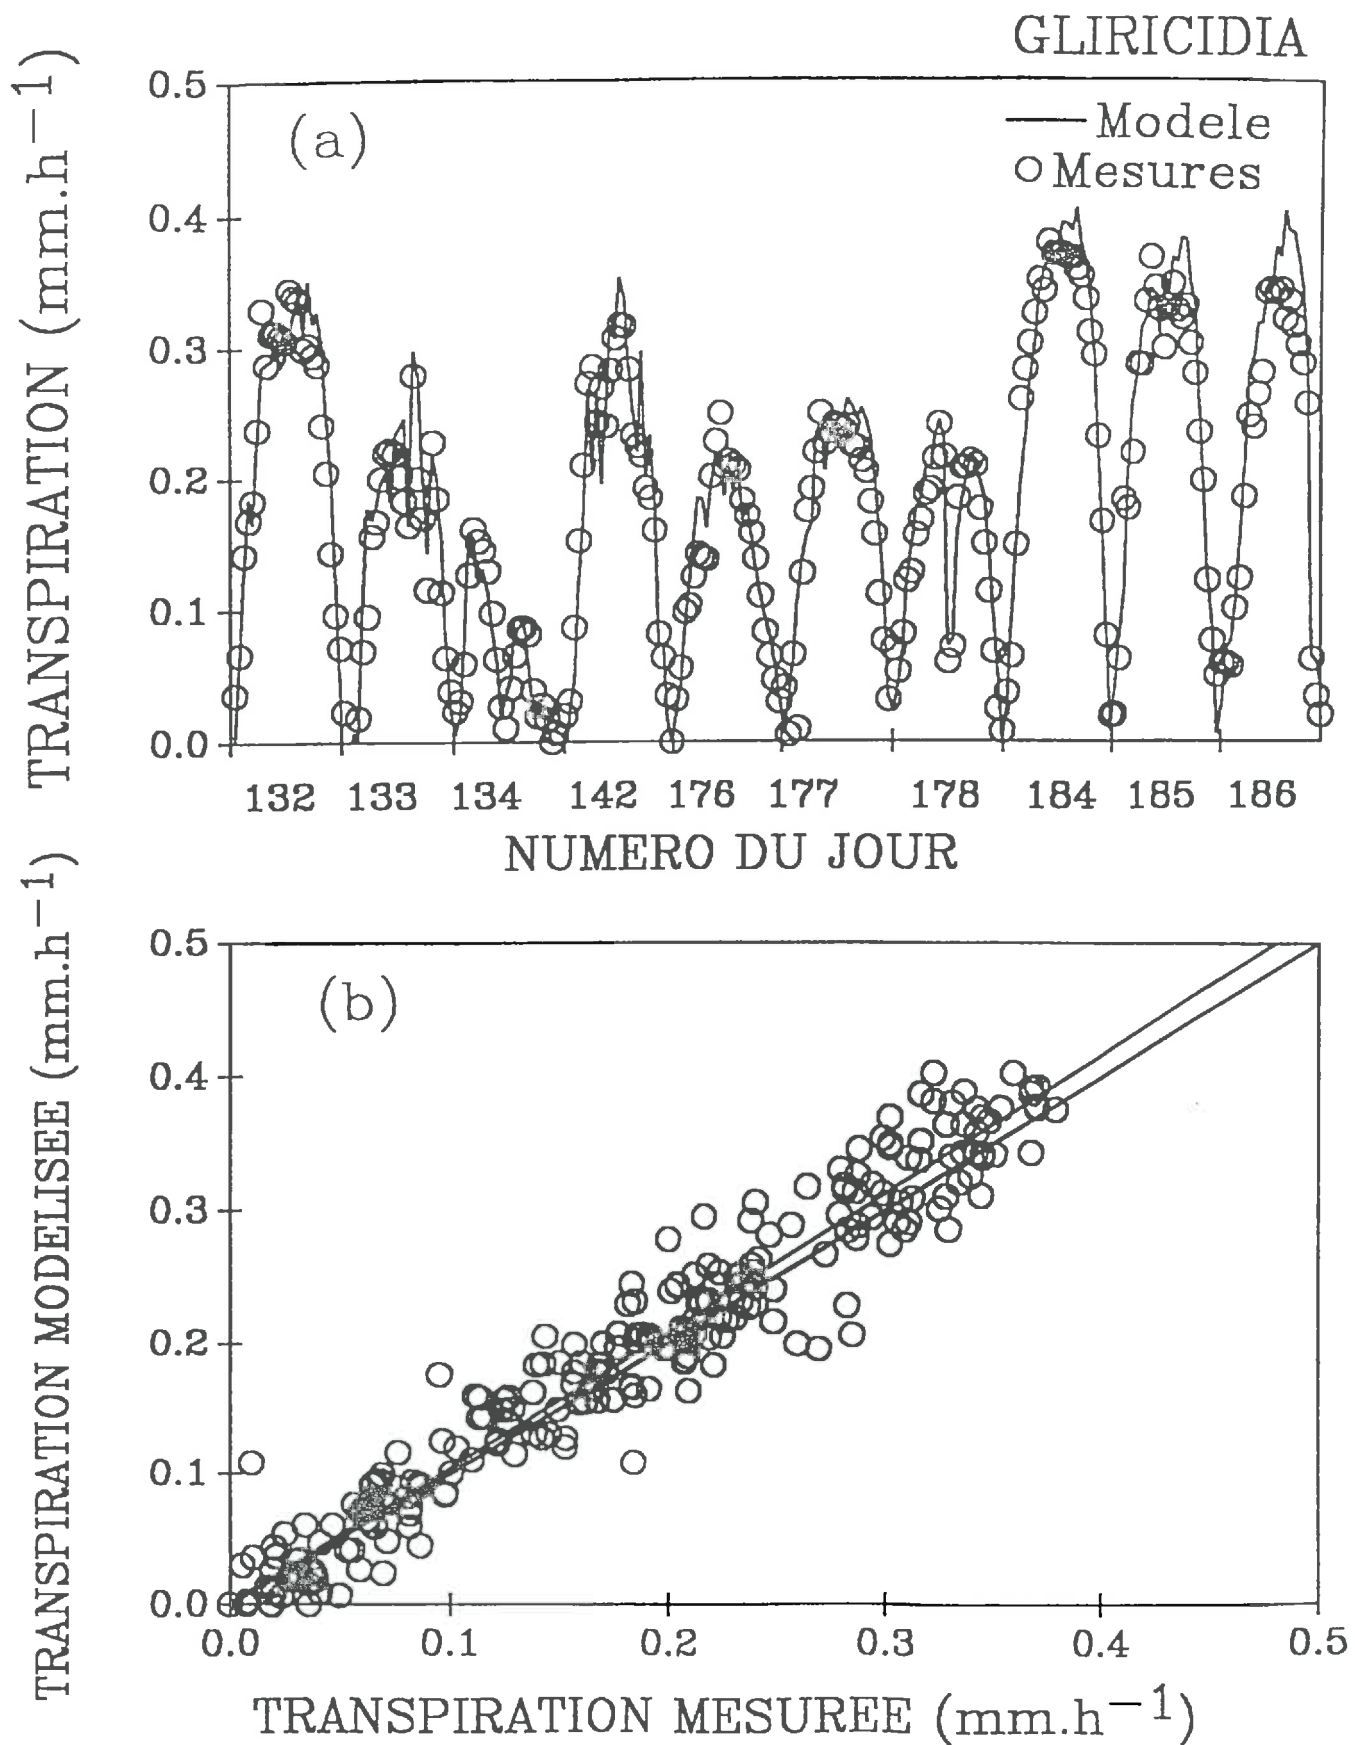 GLIRICIDIA
TRANSPIRATION (mm.h−1)
0.5
0.4
0.3
0.2
0.1
0.0
(a)
Modele
Mesures
132 133 134 142 176 177 178 184 185 186
NUMERO DU JOUR
TRANSPIRATION MODELISEE (mm.h−1)
0.5
0.4
0.3
0.2
0.1
0.0
(b)
0.0 0.1 0.2 0.3 0.4 0.5
TRANSPIRATION MESUREE (mm.h−1)